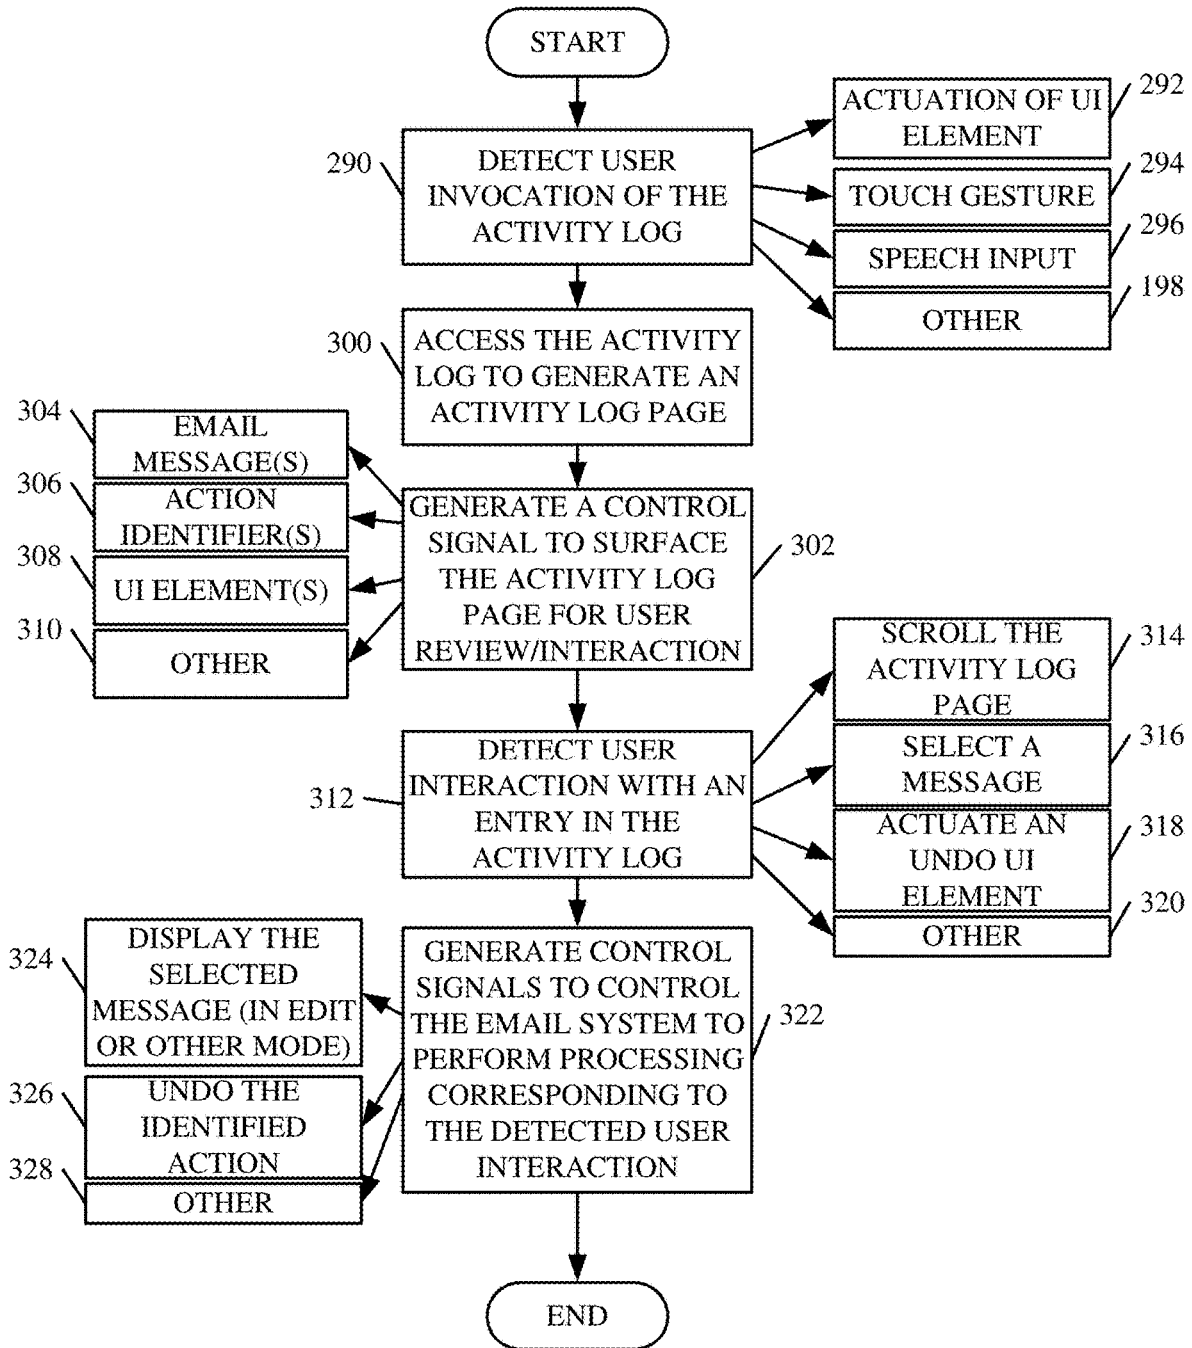 START
290
DETECT USER
INVOCATION OF THE
ACTIVITY LOG
ACTUATION OF UI
ELEMENT
292
TOUCH GESTURE
294
SPEECH INPUT
296
OTHER
198
300
ACCESS THE ACTIVITY
LOG TO GENERATE AN
ACTIVITY LOG PAGE
304
EMAIL
MESSAGE(S)
306
ACTION
IDENTIFIER(S)
308
UI ELEMENT(S)
310
OTHER
GENERATE A CONTROL
SIGNAL TO SURFACE
THE ACTIVITY LOG
PAGE FOR USER
REVIEW/INTERACTION
302
312
DETECT USER
INTERACTION WITH AN
ENTRY IN THE
ACTIVITY LOG
SCROLL THE
ACTIVITY LOG
PAGE
314
SELECT A
MESSAGE
316
ACTUATE AN
UNDO UI
ELEMENT
318
OTHER
320
324
DISPLAY THE
SELECTED
MESSAGE (IN EDIT
OR OTHER MODE)
326
UNDO THE
IDENTIFIED
ACTION
328
OTHER
GENERATE CONTROL
SIGNALS TO CONTROL
THE EMAIL SYSTEM TO
PERFORM PROCESSING
CORRESPONDING TO
THE DETECTED USER
INTERACTION
322
END